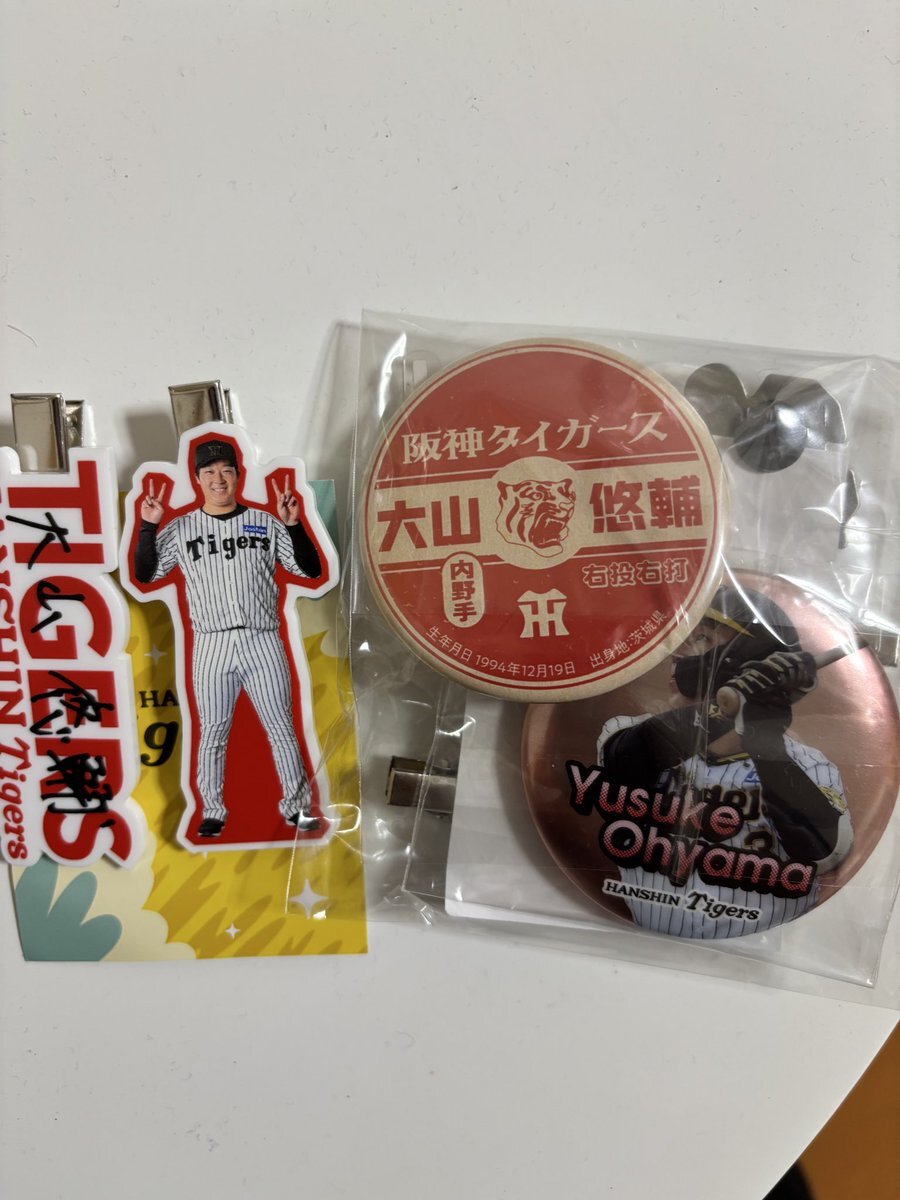 TIGERS
大山 悠輔
HANSHIN Tigers
Tigers
阪神タイガース
大山 悠輔
内野手
右投右打
生年月日 1994年12月19日 出身地:茨城県
Yusuke
Ohyama
HANSHIN Tigers